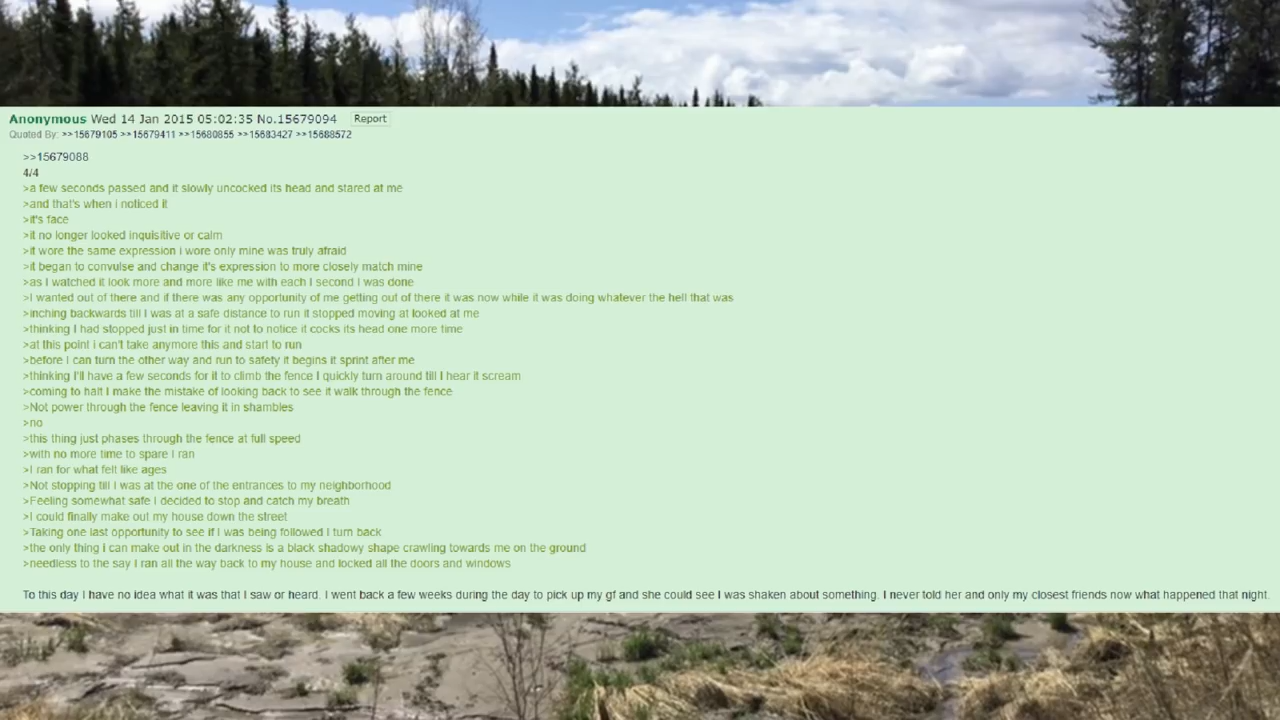 Anonymous Wed 14 Jan 2015 05:02:35 No.15679094 Report
Quoted By: >>15679105 >>15679411 >>15680855 >>15683427 >>15688572
>>15679088
4/4
>a few seconds passed and it slowly uncocked its head and stared at me
>and that's when i noticed it
>it's face
>it no longer looked inquisitive or calm
>it wore the same expression i wore only mine was truly afraid
>it began to convulse and change it's expression to more closely match mine
>as I watched it look more and more like me with each I second I was done
>I wanted out of there and if there was any opportunity of me getting out of there it was now while it was doing whatever the hell that was
>inching backwards till I was at a safe distance to run it stopped moving at looked at me
>thinking I had stopped just in time for it not to notice it cocks its head one more time
>at this point i can't take anymore this and start to run
>before I can turn the other way and run to safety it begins it sprint after me
>thinking I'll have a few seconds for it to climb the fence I quickly turn around till I hear it scream
>coming to halt I make the mistake of looking back to see it walk through the fence
>Not power through the fence leaving it in shambles
>no
>this thing just phases through the fence at full speed
>with no more time to spare I ran
>I ran for what felt like ages
>Not stopping till I was at the one of the entrances to my neighborhood
>Feeling somewhat safe I decided to stop and catch my breath
>I could finally make out my house down the street
>Taking one last opportunity to see if I was being followed I turn back
>the only thing i can make out in the darkness is a black shadowy shape crawling towards me on the ground
>needless to the say I ran all the way back to my house and locked all the doors and windows
To this day I have no idea what it was that I saw or heard. I went back a few weeks during the day to pick up my gf and she could see I was shaken about something. I never told her and only my closest friends now what happened that night.